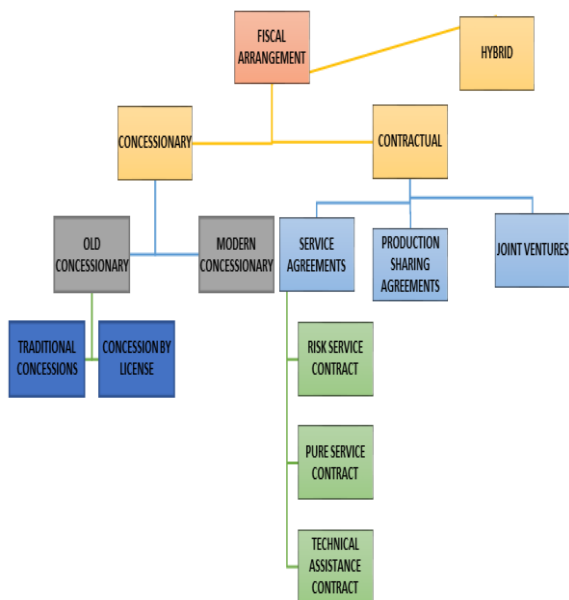 FISCAL
ARRANGEMENT
HYBRID
CONCESSIONARY
CONTRACTUAL
OLD
CONCESSIONARY
MODERN
CONCESSIONARY
SERVICE
AGREEMENTS
PRODUCTION
SHARING
AGREEMENTS
JOINT VENTURES
TRADITIONAL
CONCESSIONS
CONCESSION BY
LICENSE
RISK SERVICE
CONTRACT
PURE SERVICE
CONTRACT
TECHNICAL
ASSISTANCE
CONTRACT